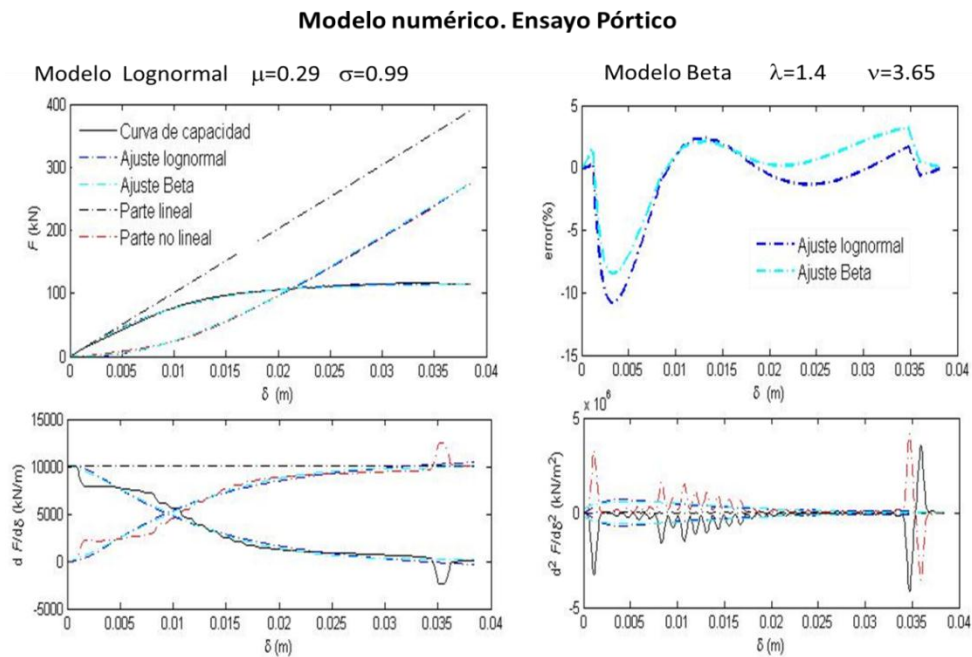 Modelo numérico. Ensayo Pórtico
Modelo Lognormal μ=0.29 σ=0.99
Modelo Beta λ=1.4 ν=3.65
400
300
200
100
0
F (kN)
Curva de capacidad
Ajuste lognormal
Ajuste Beta
Parte lineal
Parte no lineal
0 0.005 0.01 0.015 0.02 0.025 0.03 0.035 0.04
δ (m)
5
0
-5
-10
-15
error(%)
Ajuste lognormal
Ajuste Beta
0 0.005 0.01 0.015 0.02 0.025 0.03 0.035 0.04
δ (m)
15000
10000
5000
0
-5000
d F/dδ (kN/m)
0 0.005 0.01 0.015 0.02 0.025 0.03 0.035 0.04
δ (m)
x 10⁶
5
0
-5
d² F/dδ² (kN/m²)
0 0.005 0.01 0.015 0.02 0.025 0.03 0.035 0.04
δ (m)